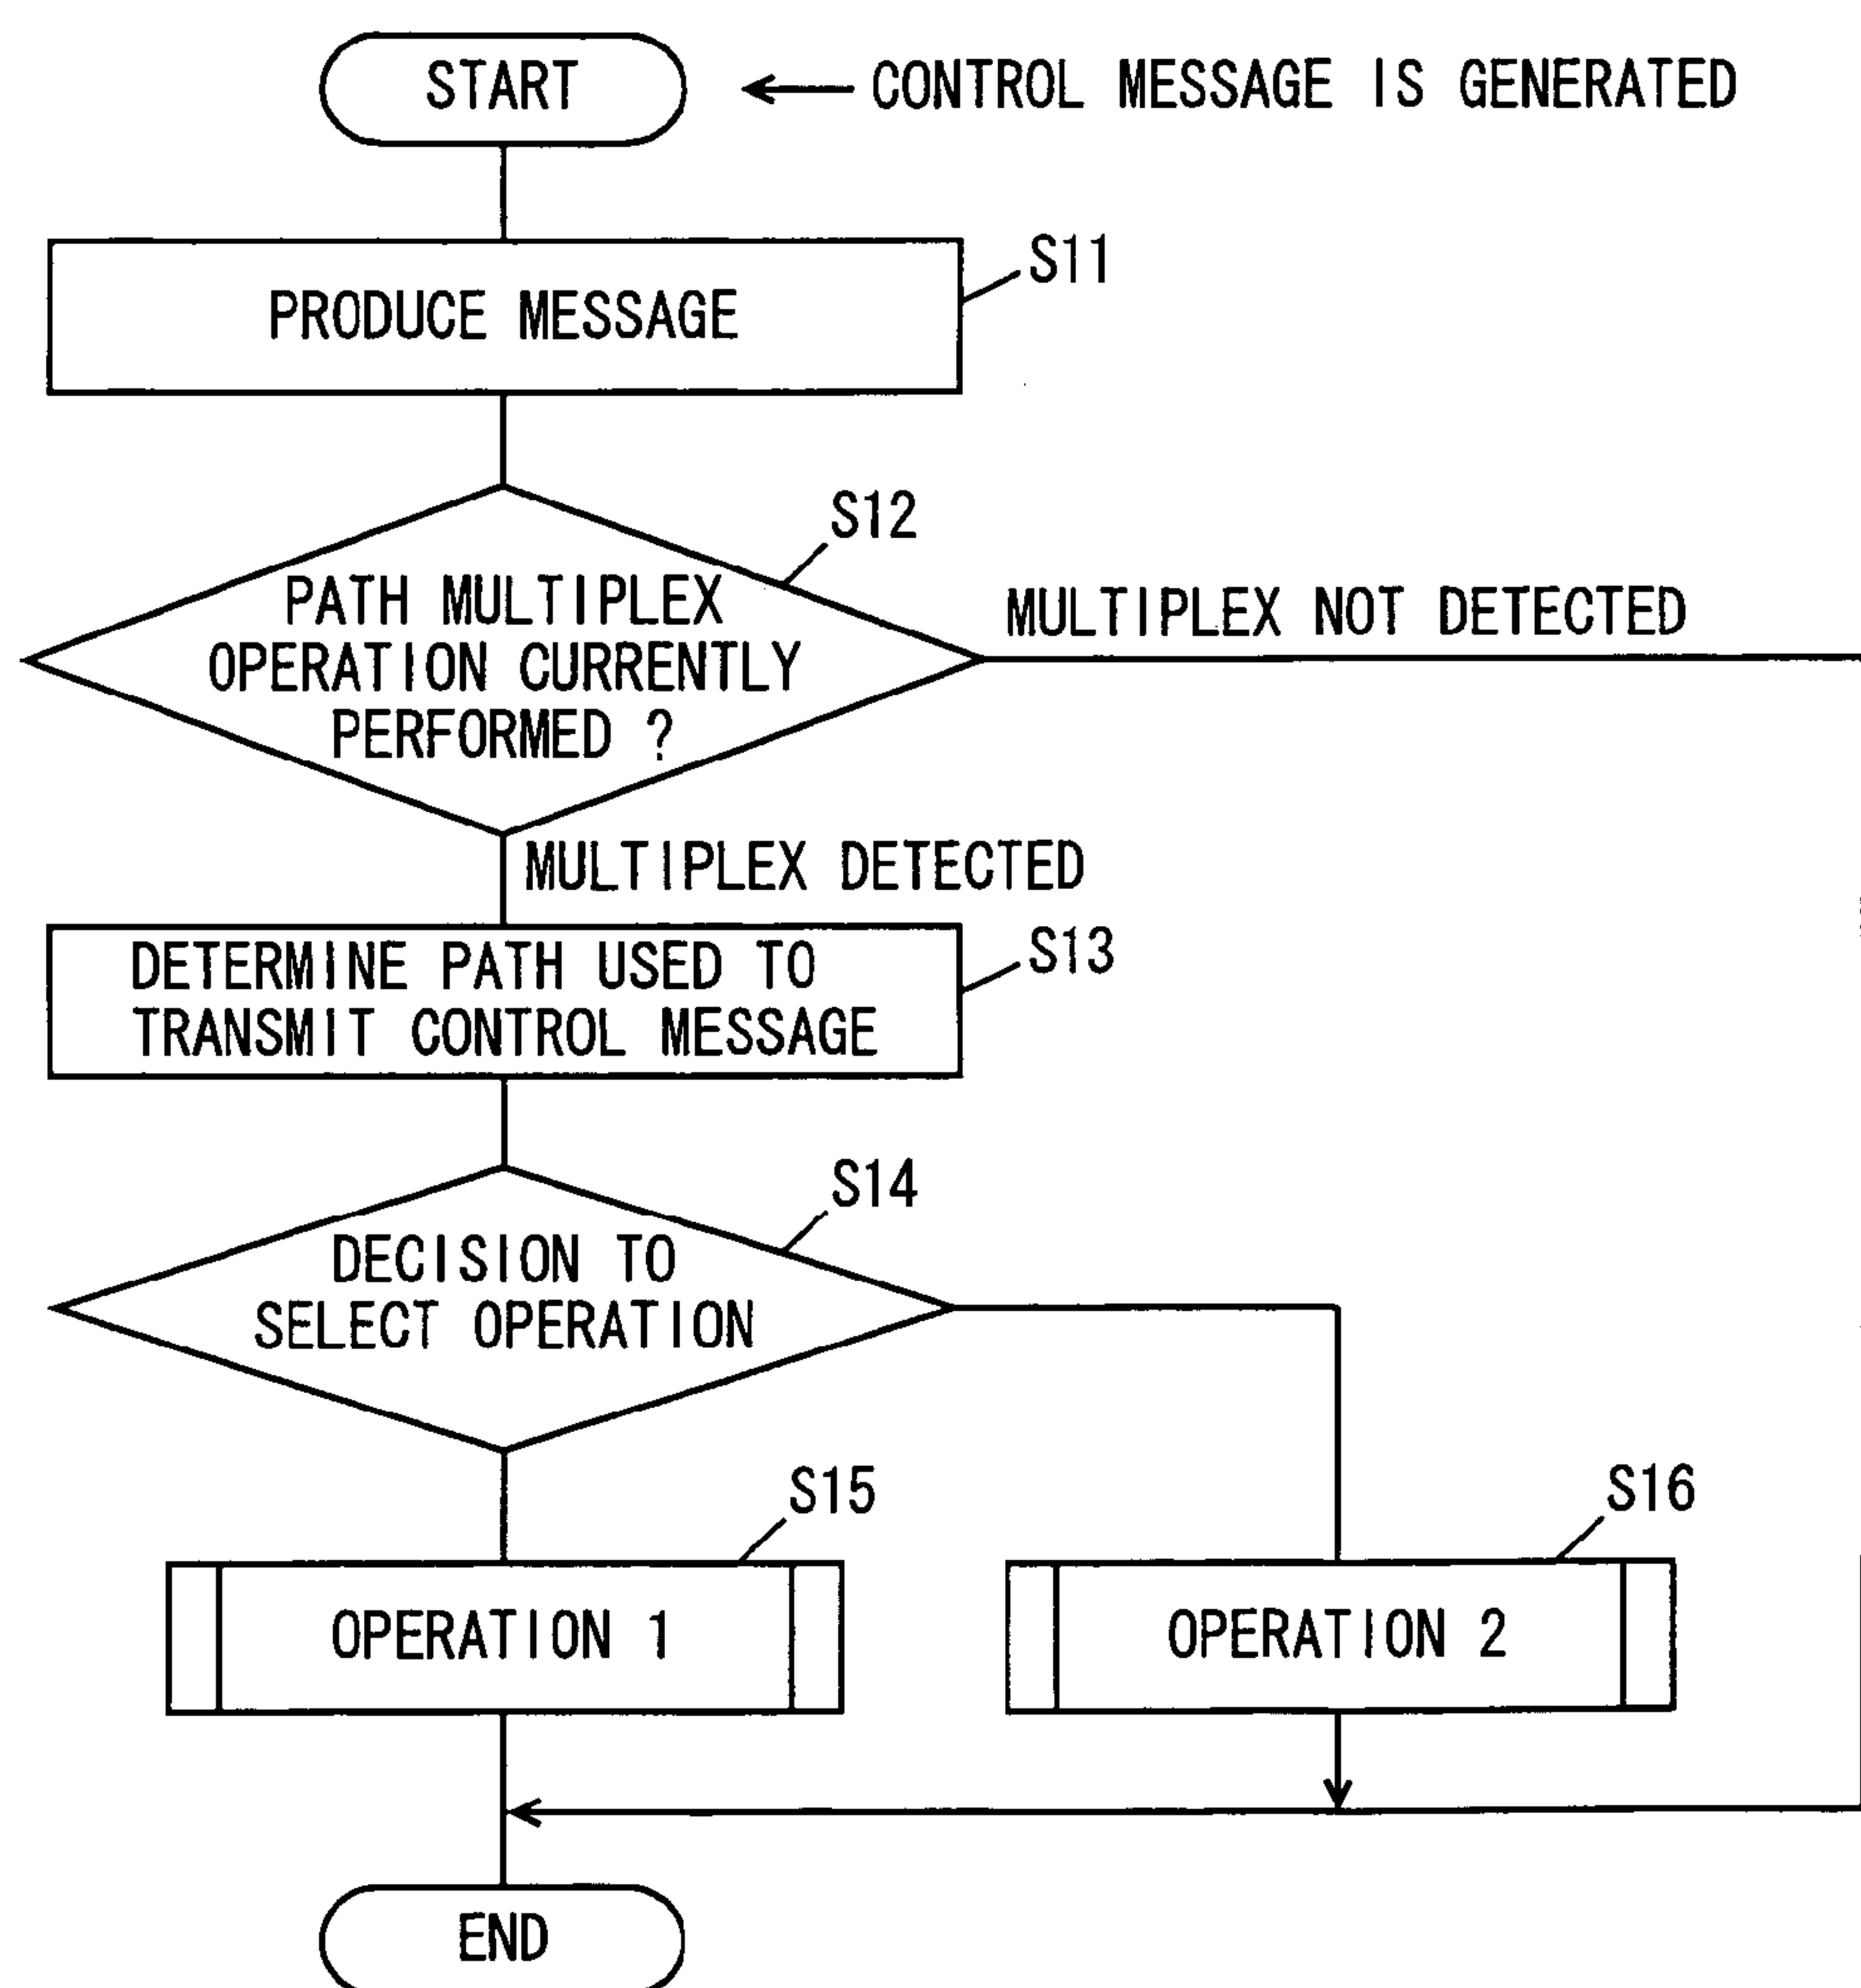 START
CONTROL MESSAGE IS GENERATED
S11
PRODUCE MESSAGE
S12
PATH MULTIPLEX
OPERATION CURRENTLY
PERFORMED ?
MULTIPLEX NOT DETECTED
MULTIPLEX DETECTED
S13
DETERMINE PATH USED TO
TRANSMIT CONTROL MESSAGE
S14
DECISION TO
SELECT OPERATION
S15
S16
OPERATION 1
OPERATION 2
END